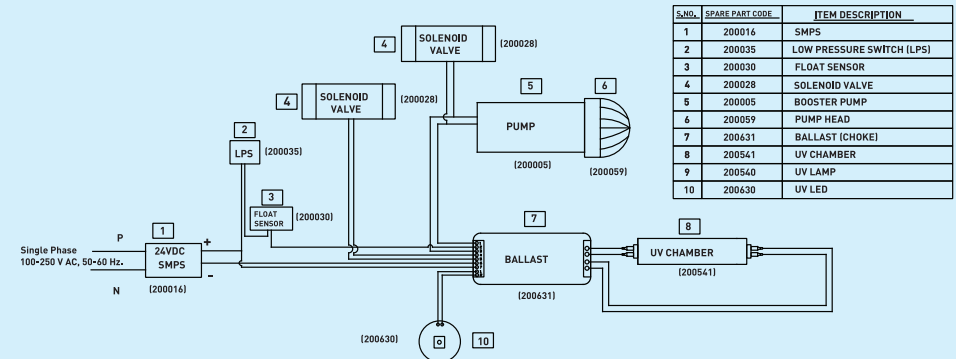 4
SOLENOID
VALVE
(200028)
4
SOLENOID
VALVE
(200028)
5
6
PUMP
(200005)
(200059)
2
LPS
(200035)
3
FLOAT
SENSOR
(200030)
1
Single Phase
100-250 V AC, 50-60 Hz.
P
N
24VDC
SMPS
+
-
(200016)
7
BALLAST
(200631)
8
UV CHAMBER
(200541)
(200630)
10
S.NO. SPARE PART CODE ITEM DESCRIPTION
1 200016 SMPS
2 200035 LOW PRESSURE SWITCH (LPS)
3 200030 FLOAT SENSOR
4 200028 SOLENOID VALVE
5 200005 BOOSTER PUMP
6 200059 PUMP HEAD
7 200631 BALLAST (CHOKE)
8 200541 UV CHAMBER
9 200540 UV LAMP
10 200630 UV LED